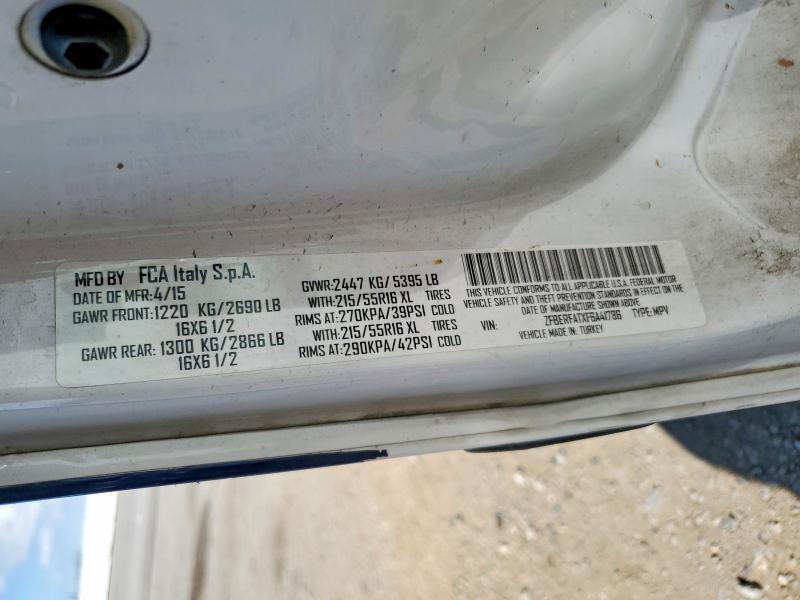 MFD BY FCA Italy S.p.A.
DATE OF MFR:4/15
GAWR FRONT:1220 KG/2690 LB
16X6 1/2
GAWR REAR:1300 KG/2866 LB
16X6 1/2
GVWR:2447 KG/5395 LB
WITH:215/55R16 XL TIRES
RIMS AT:270KPA/39PSI COLD
WITH:215/55R16 XL TIRES
RIMS AT:290KPA/42PSI COLD
THIS VEHICLE CONFORMS TO ALL APPLICABLE U.S.A. FEDERAL MOTOR
VEHICLE SAFETY AND THEFT PREVENTION STANDARDS IN EFFECT ON THE
DATE OF MANUFACTURE SHOWN ABOVE.
VIN: ZFBERFATXF6A41786 TYPE:MPV
VEHICLE MADE IN: TURKEY